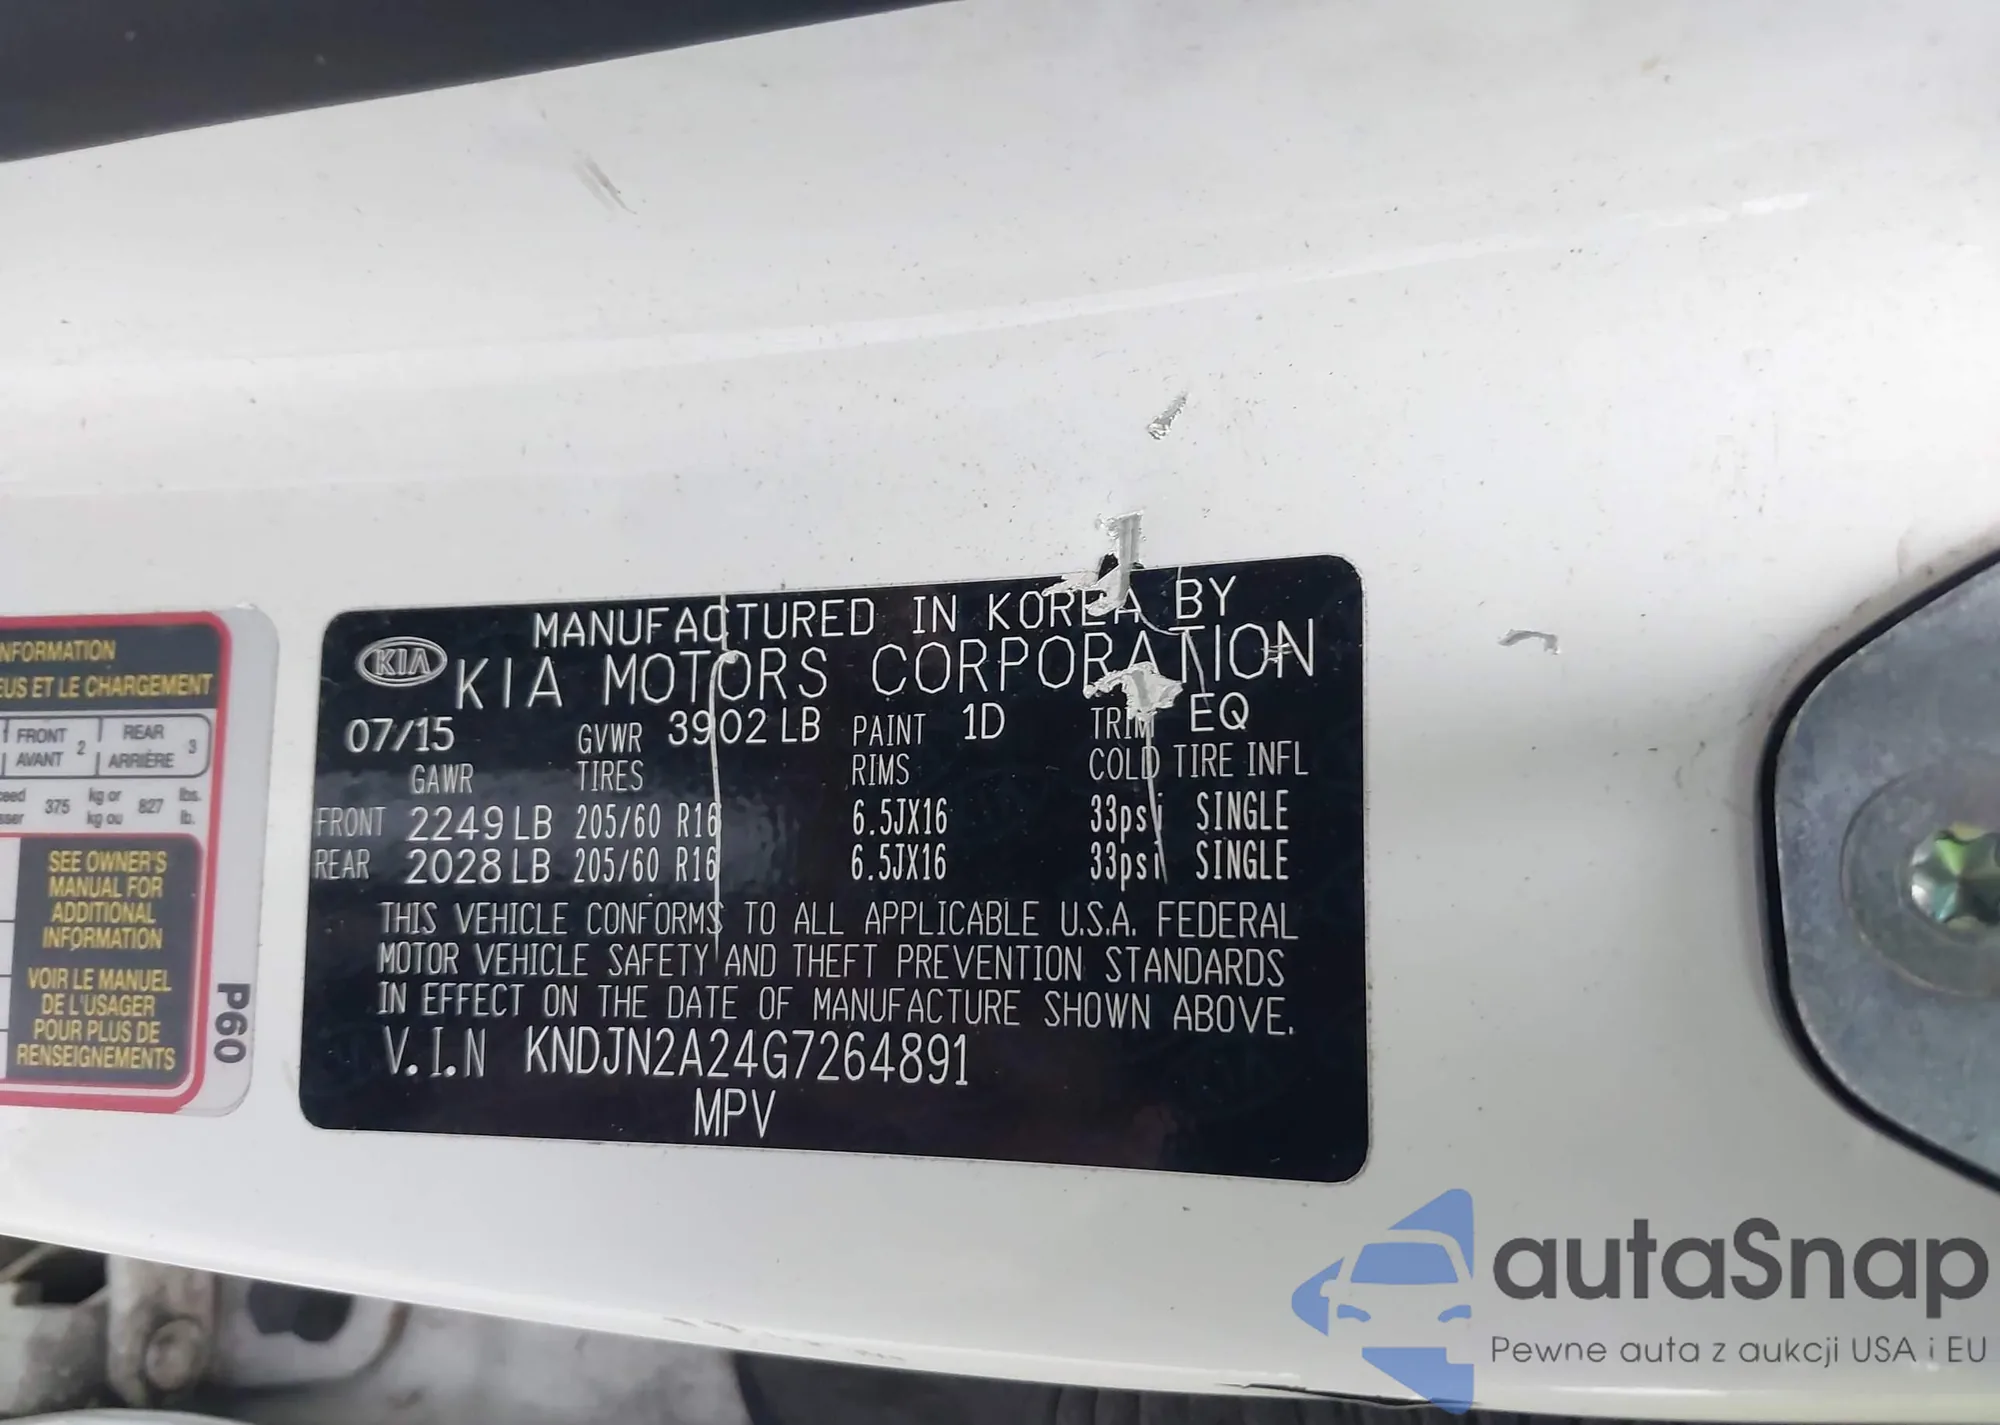 MANUFACTURED IN KOREA BY
KIA KIA MOTORS CORPORATION
07/15 GVWR 3902 LB PAINT 1D TRIM EQ
GAWR TIRES RIMS COLD TIRE INFL
FRONT 2249 LB 205/60 R16 6.5JX16 33psi SINGLE
REAR 2028 LB 205/60 R16 6.5JX16 33psi SINGLE
THIS VEHICLE CONFORMS TO ALL APPLICABLE U.S.A. FEDERAL
MOTOR VEHICLE SAFETY AND THEFT PREVENTION STANDARDS
IN EFFECT ON THE DATE OF MANUFACTURE SHOWN ABOVE.
V.I.N KNDJN2A24G7264891
MPV
NFORMATION
EUS ET LE CHARGEMENT
FRONT 2 REAR 3
AVANT ARRIÈRE
ceed 375 kg or 827 lbs.
sser kg ou lb.
SEE OWNER'S
MANUAL FOR
ADDITIONAL
INFORMATION
VOIR LE MANUEL
DE L'USAGER
POUR PLUS DE
RENSEIGNEMENTS
P60
autaSnap
Pewne auta z aukcji USA i EU